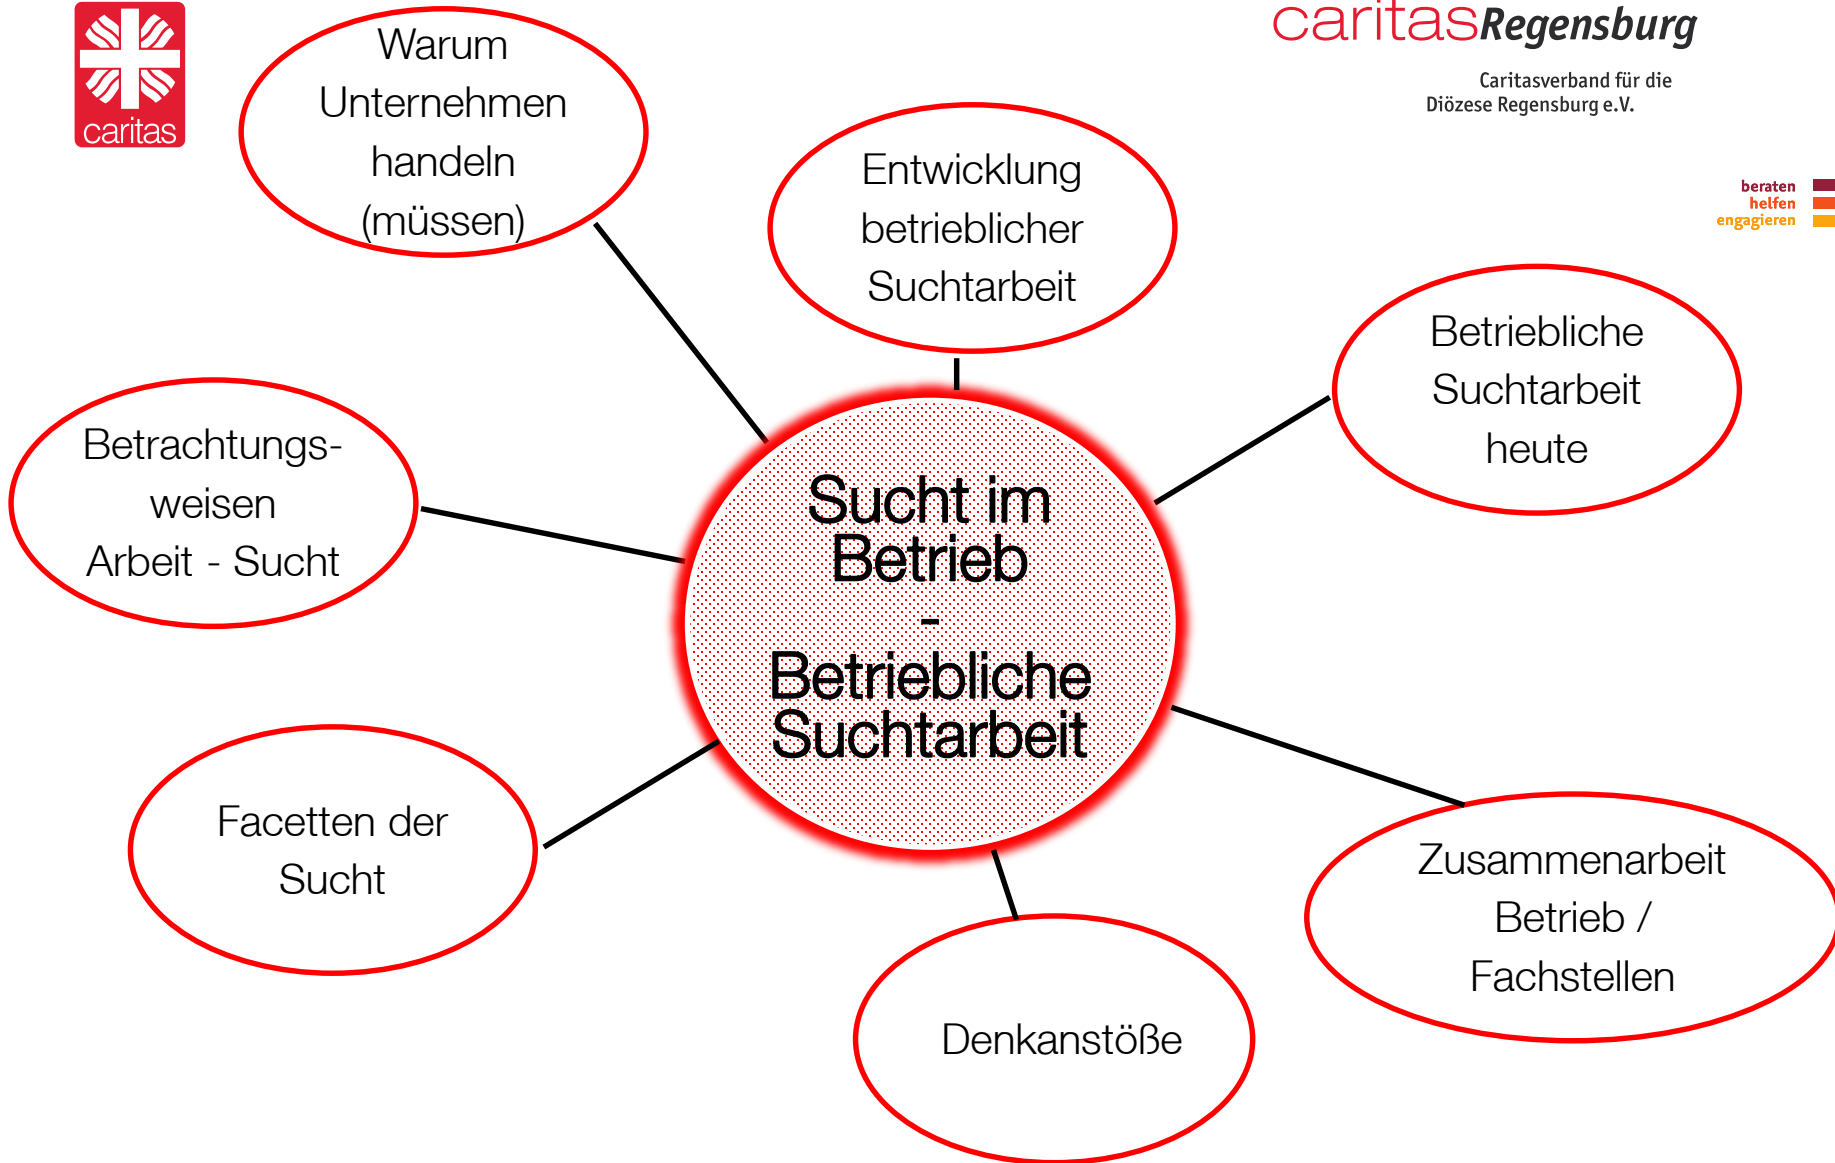 caritas
caritasRegensburg
Caritasverband für die
Diözese Regensburg e.V.
beraten
helfen
engagieren
Warum
Unternehmen
handeln
(müssen)
Entwicklung
betrieblicher
Suchtarbeit
Betriebliche
Suchtarbeit
heute
Betrachtungs-
weisen
Arbeit - Sucht
Sucht im
Betrieb
-
Betriebliche
Suchtarbeit
Facetten der
Sucht
Zusammenarbeit
Betrieb /
Fachstellen
Denkanstöße